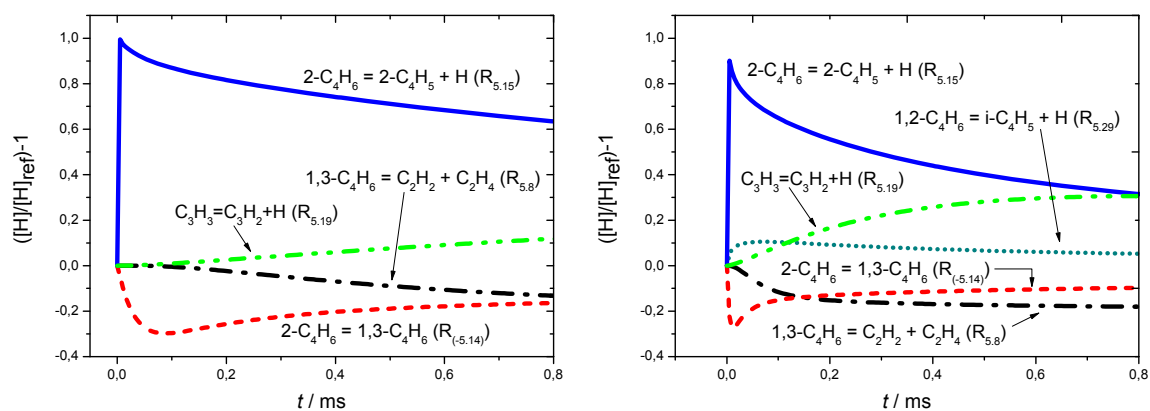 1,0
0,8
0,6
0,4
0,2
0,0
-0,2
-0,4
([H]/[H]ref)-1
2-C4H6 = 2-C4H5 + H (R5.15)
1,3-C4H6 = C2H2 + C2H4 (R5.8)
C3H3=C3H2+H (R5.19)
2-C4H6 = 1,3-C4H6 (R(-5.14))
0,0 0,2 0,4 0,6 0,8
t / ms
1,0
0,8
0,6
0,4
0,2
0,0
-0,2
-0,4
([H]/[H]ref)-1
2-C4H6 = 2-C4H5 + H (R5.15)
1,2-C4H6 = i-C4H5 + H (R5.29)
C3H3=C3H2+H (R5.19)
2-C4H6 = 1,3-C4H6 (R(-5.14))
1,3-C4H6 = C2H2 + C2H4 (R5.8)
0,0 0,2 0,4 0,6 0,8
t / ms